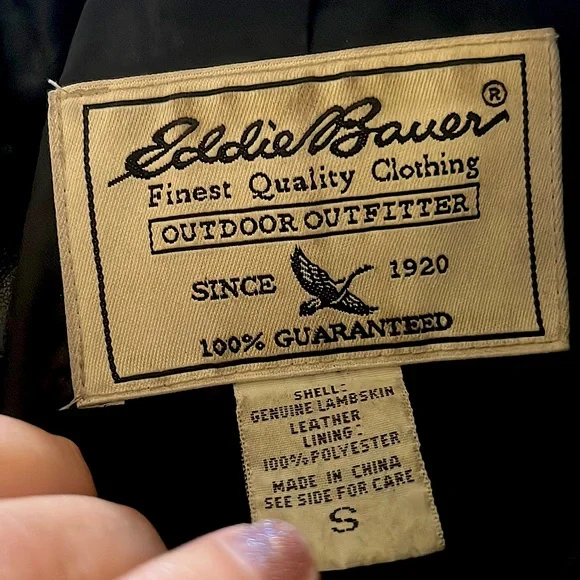 Eddie Bauer®
Finest Quality Clothing
OUTDOOR OUTFITTER
SINCE 1920
100% GUARANTEED
SHELL:
GENUINE LAMBSKIN
LEATHER
LINING:
100%POLYESTER
MADE IN CHINA
SEE SIDE FOR CARE
S